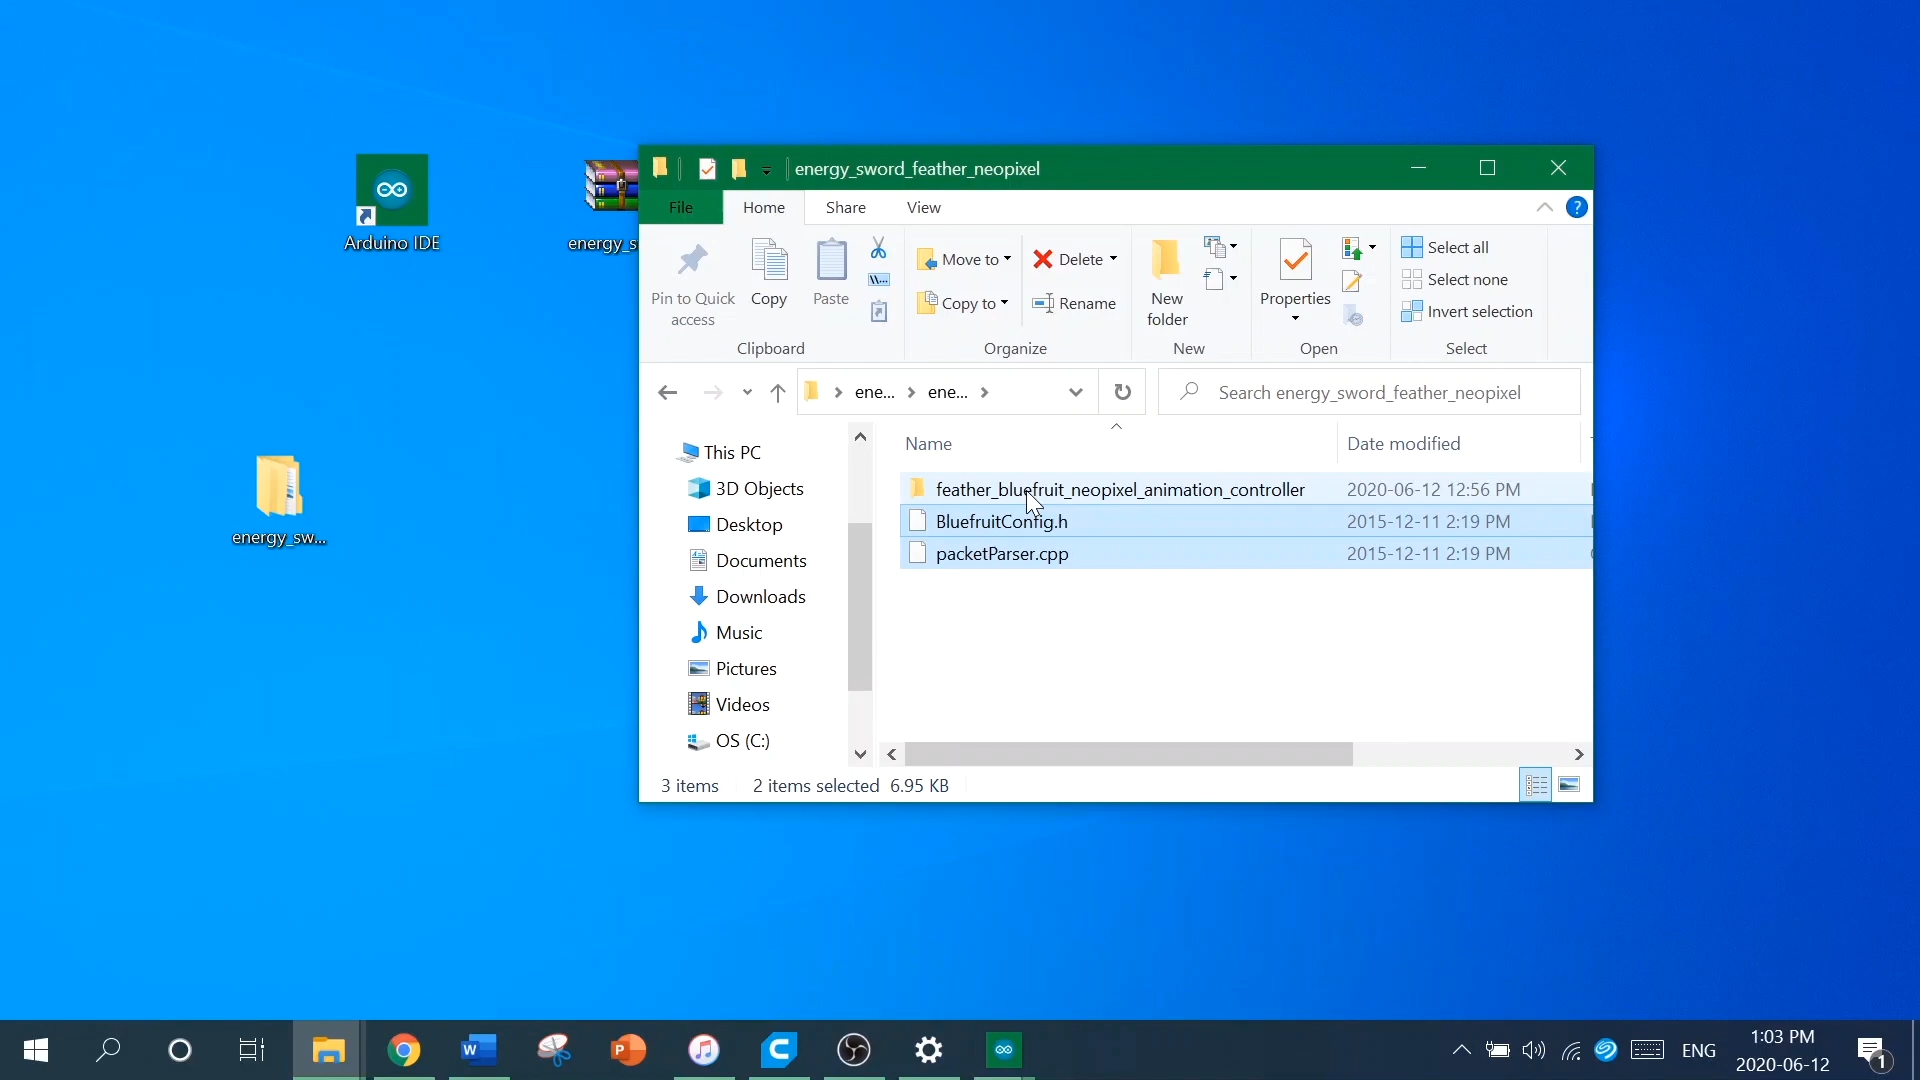 Arduino IDE
energy_s
energy_sw...
energy_sword_feather_neopixel
File
Home
Share
View
Pin to Quick
access
Copy
Paste
Move to
Copy to
Delete
Rename
New
folder
Properties
Select all
Select none
Invert selection
Clipboard
Organize
New
Open
Select
ene...
ene...
Search energy_sword_feather_neopixel
This PC
3D Objects
Desktop
Documents
Downloads
Music
Pictures
Videos
OS (C:)
Name Date modified
feather_bluefruit_neopixel_animation_controller 2020-06-12 12:56 PM
BluefruitConfig.h 2015-12-11 2:19 PM
packetParser.cpp 2015-12-11 2:19 PM
3 items 2 items selected 6.95 KB
ENG
1:03 PM
2020-06-12
1